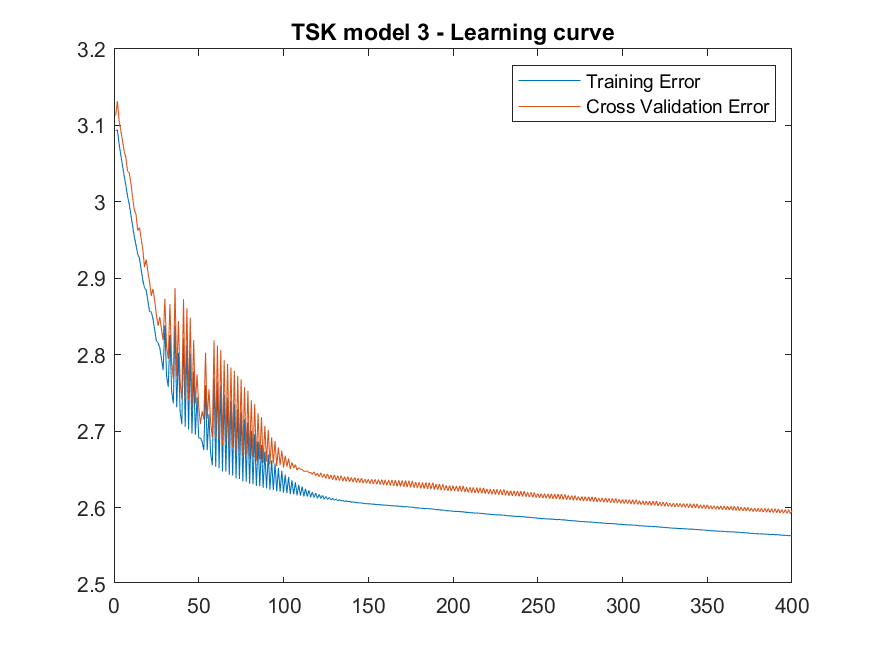 TSK model 3 - Learning curve
Training Error
Cross Validation Error
3.2
3.1
3
2.9
2.8
2.7
2.6
2.5
0 50 100 150 200 250 300 350 400